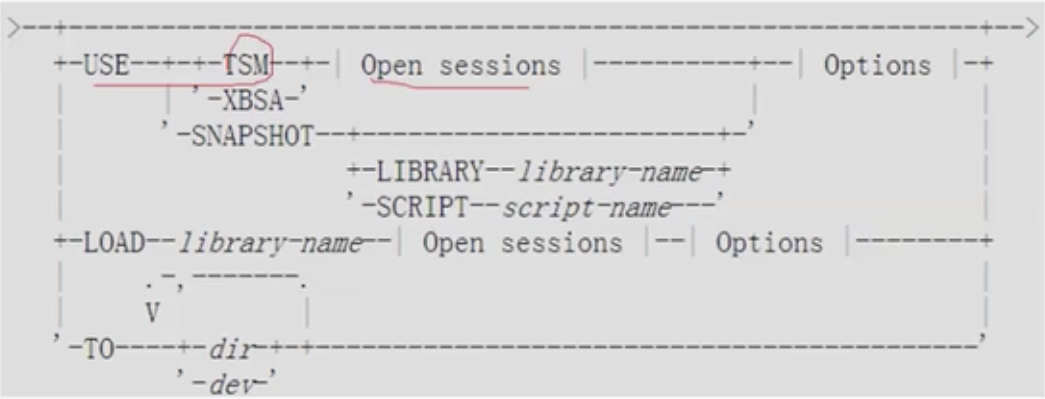 >--+---------------------------------------------------------+-->
+-USE--+-+-TSM--+-| Open sessions |----------+--| Options |-+
| | '-XBSA-' | |
| '-SNAPSHOT--+-----------------------+-' |
| +-LIBRARY--library-name-+ |
| '-SCRIPT--script-name---' |
+-LOAD--library-name--| Open sessions |--| Options |--------+
| .-,-------. |
| V | |
'-TO----+-dir-+-+------------------------------------------'
'-dev-'